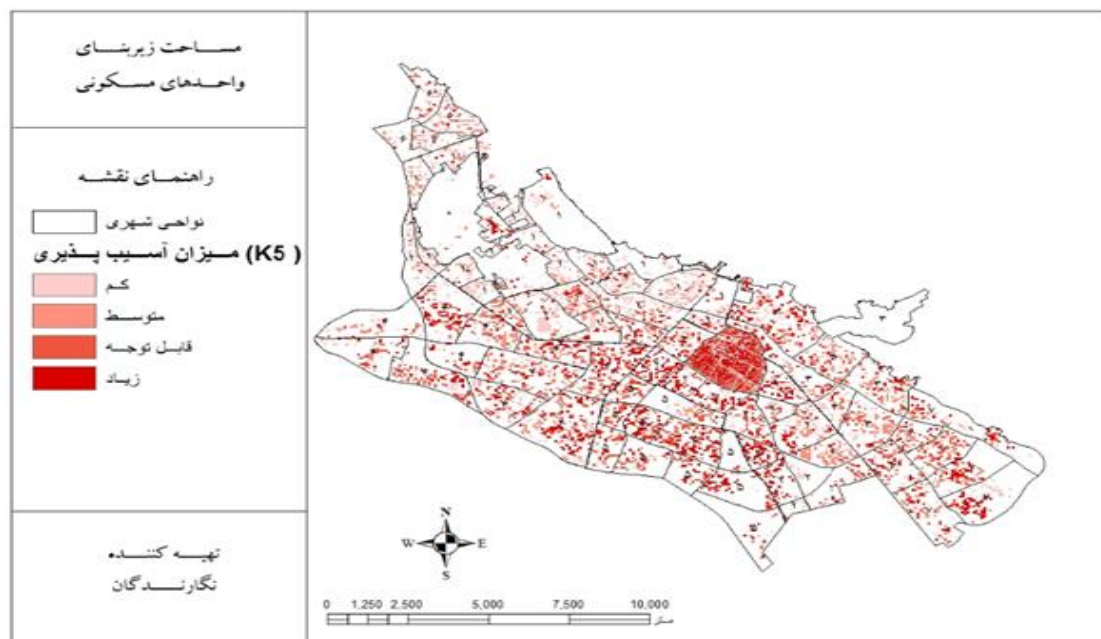 مساحت زیربنای
واحدهای مسکونی
راهنمای نقشه
نواحی شهری
میزان آسیب پذیری (K5 )
کم
متوسط
قابل توجه
زیاد
تهیه کننده
نگارندگان
N
W E
S
0 1,250 2,500 5,000 7,500 10,000 متر